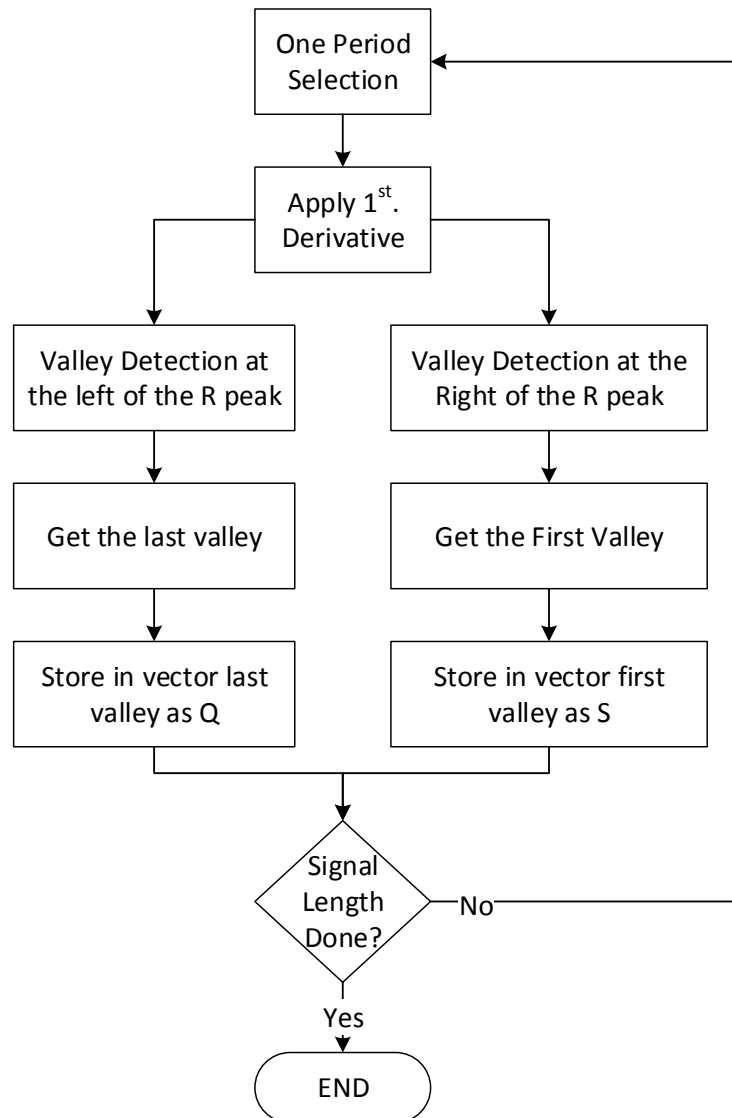 One Period
Selection
Apply 1st.
Derivative
Valley Detection at
the left of the R peak
Valley Detection at the
Right of the R peak
Get the last valley
Get the First Valley
Store in vector last
valley as Q
Store in vector first
valley as S
Signal
Length
Done?
No
Yes
END